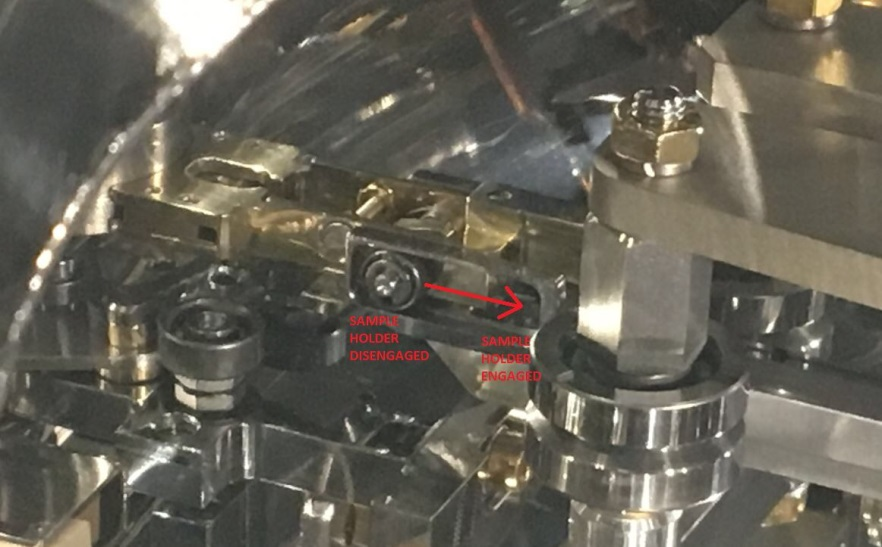 SAMPLE
HOLDER
DISENGAGED
SAMPLE
HOLDER
ENGAGED